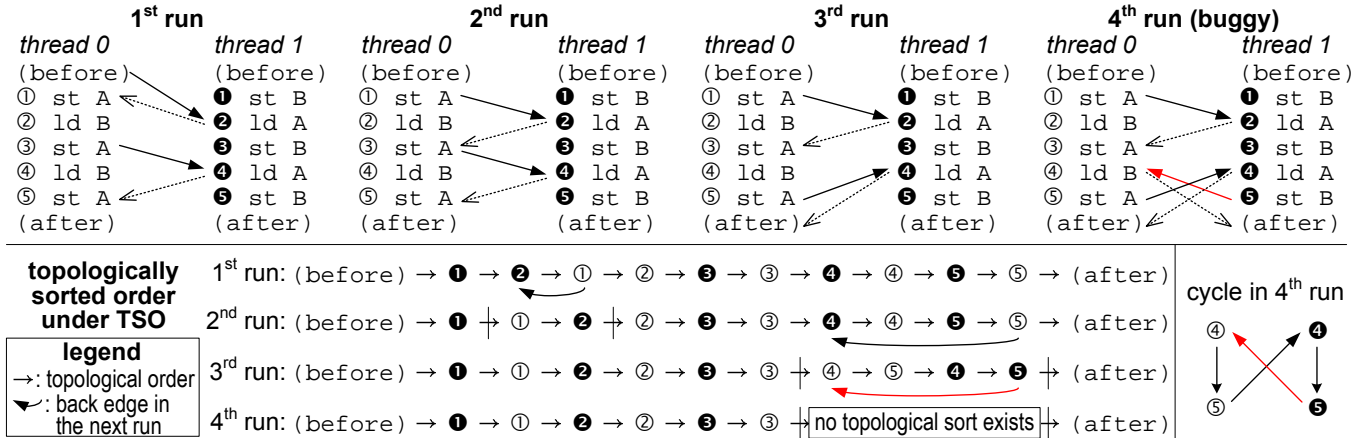 1st run 2nd run 3rd run 4th run (buggy)
thread 0 thread 1 thread 0 thread 1 thread 0 thread 1 thread 0 thread 1
(before) (before) (before) (before) (before) (before) (before) (before)
① st A ❶ st B ① st A ❶ st B ① st A ❶ st B ① st A ❶ st B
② ld B ❷ ld A ② ld B ❷ ld A ② ld B ❷ ld A ② ld B ❷ ld A
③ st A ❸ st B ③ st A ❸ st B ③ st A ❸ st B ③ st A ❸ st B
④ ld B ❹ ld A ④ ld B ❹ ld A ④ ld B ❹ ld A ④ ld B ❹ ld A
⑤ st A ❺ st B ⑤ st A ❺ st B ⑤ st A ❺ st B ⑤ st A ❺ st B
(after) (after) (after) (after) (after) (after) (after) (after)
topologically
sorted order
under TSO
legend
→: topological order
: back edge in
the next run
1st run: (before) → ❶ → ❷ → ① → ② → ❸ → ③ → ❹ → ④ → ❺ → ⑤ → (after)
2nd run: (before) → ❶ → ① → ❷ → ② → ❸ → ③ → ❹ → ④ → ❺ → ⑤ → (after)
3rd run: (before) → ❶ → ① → ❷ → ② → ❸ → ③ → ④ → ⑤ → ❹ → ❺ → (after)
4th run: (before) → ❶ → ① → ❷ → ② → ❸ → ③ → no topological sort exists → (after)
cycle in 4th run
④ ❹
⑤ ❺